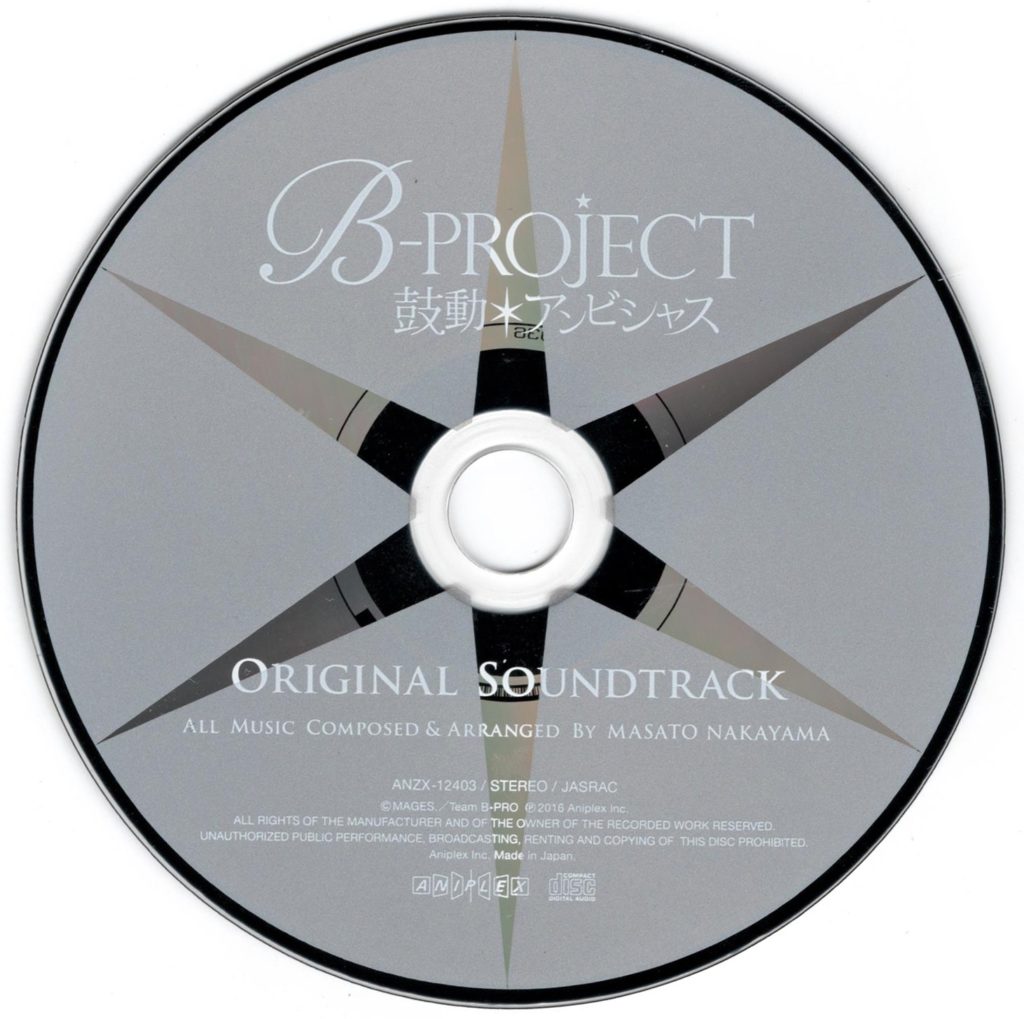 B-PROJECT
鼓動*アンビシャス
ORIGINAL SOUNDTRACK
ALL MUSIC COMPOSED & ARRANGED BY MASATO NAKAYAMA
ANZX-12403 / STEREO / JASRAC
©MAGES.／Team B-PRO ℗2016 Aniplex Inc.
ALL RIGHTS OF THE MANUFACTURER AND OF THE OWNER OF THE RECORDED WORK RESERVED.
UNAUTHORIZED PUBLIC PERFORMANCE, BROADCASTING, RENTING AND COPYING OF THIS DISC PROHIBITED.
Aniplex Inc. Made in Japan.
ANIPLEX COMPACT disc DIGITAL AUDIO